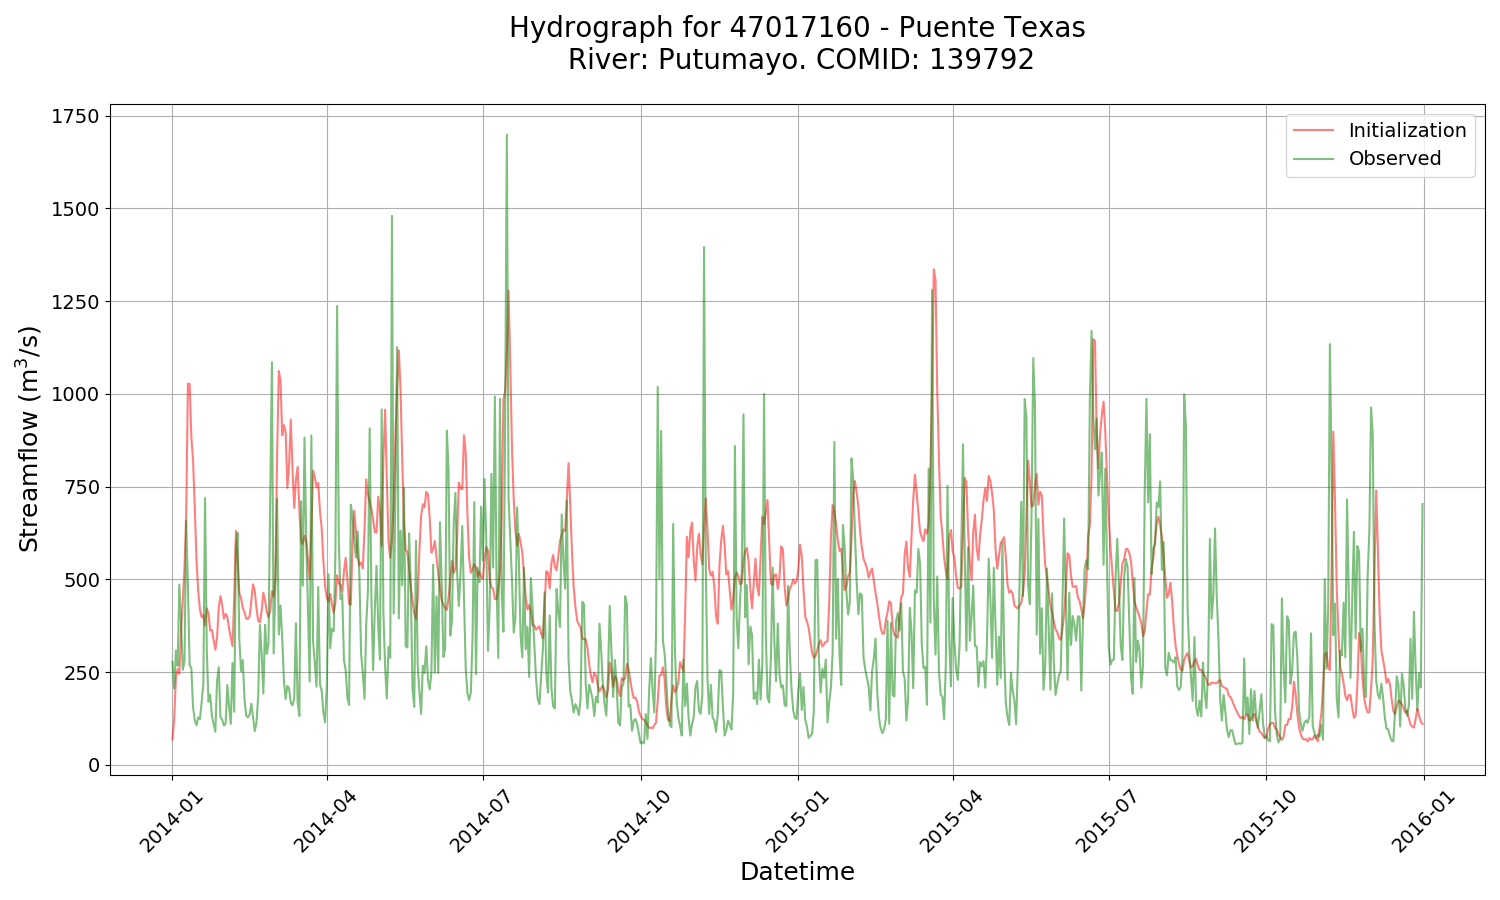 Hydrograph for 47017160 - Puente Texas
River: Putumayo. COMID: 139792
Initialization
Observed
Streamflow (m³/s)
1750
1500
1250
1000
750
500
250
0
2014-01
2014-04
2014-07
2014-10
2015-01
2015-04
2015-07
2015-10
2016-01
Datetime